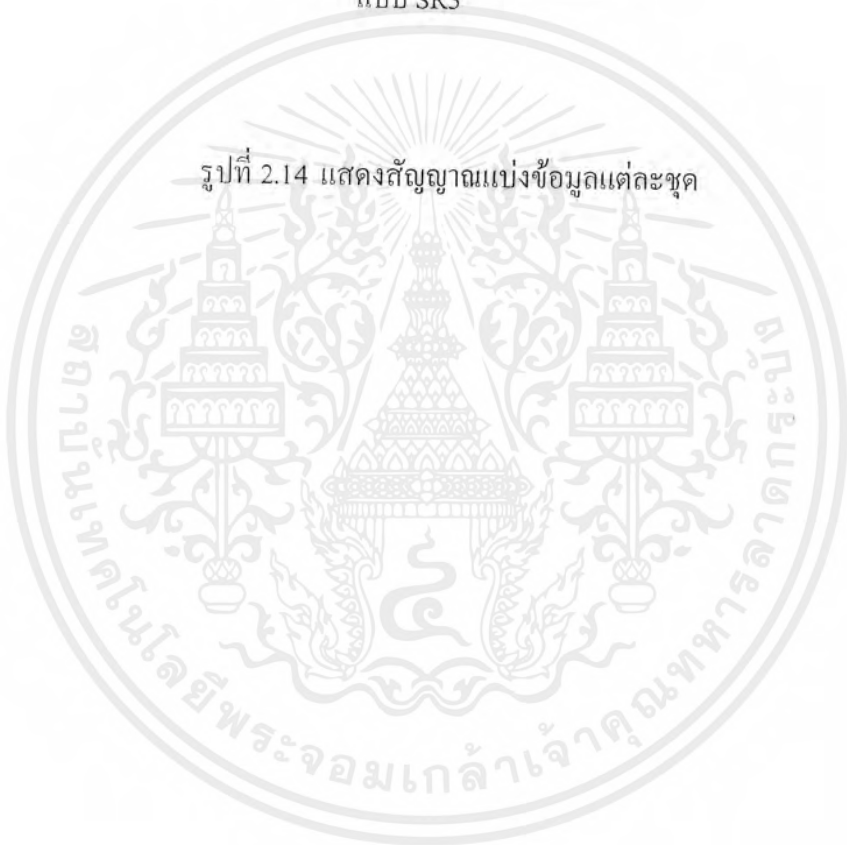 แบบ SRS
รูปที่ 2.14 แสดงสัญญาณแบ่งข้อมูลแต่ละชุด
สถาบันเทคโนโลยีพระจอมเกล้าเจ้าคุณทหารลาดกระบัง